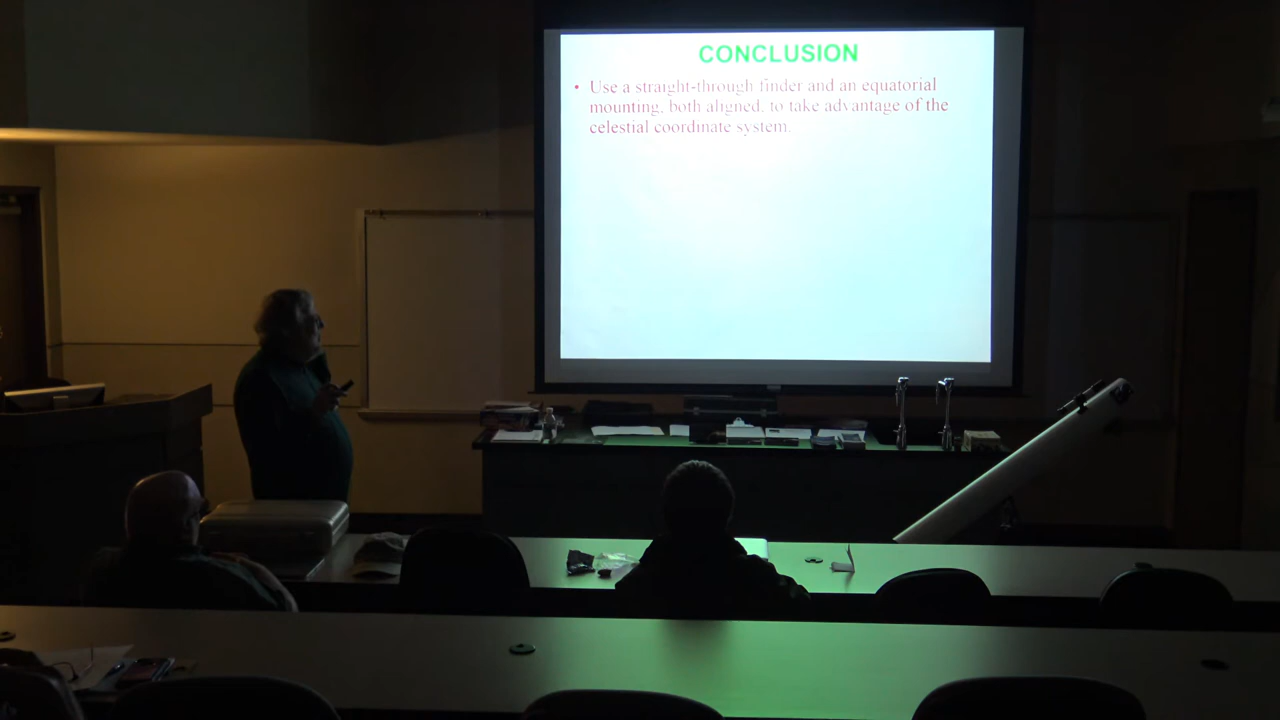 CONCLUSION
• Use a straight-through finder and an equatorial
mounting, both aligned, to take advantage of the
celestial coordinate system.